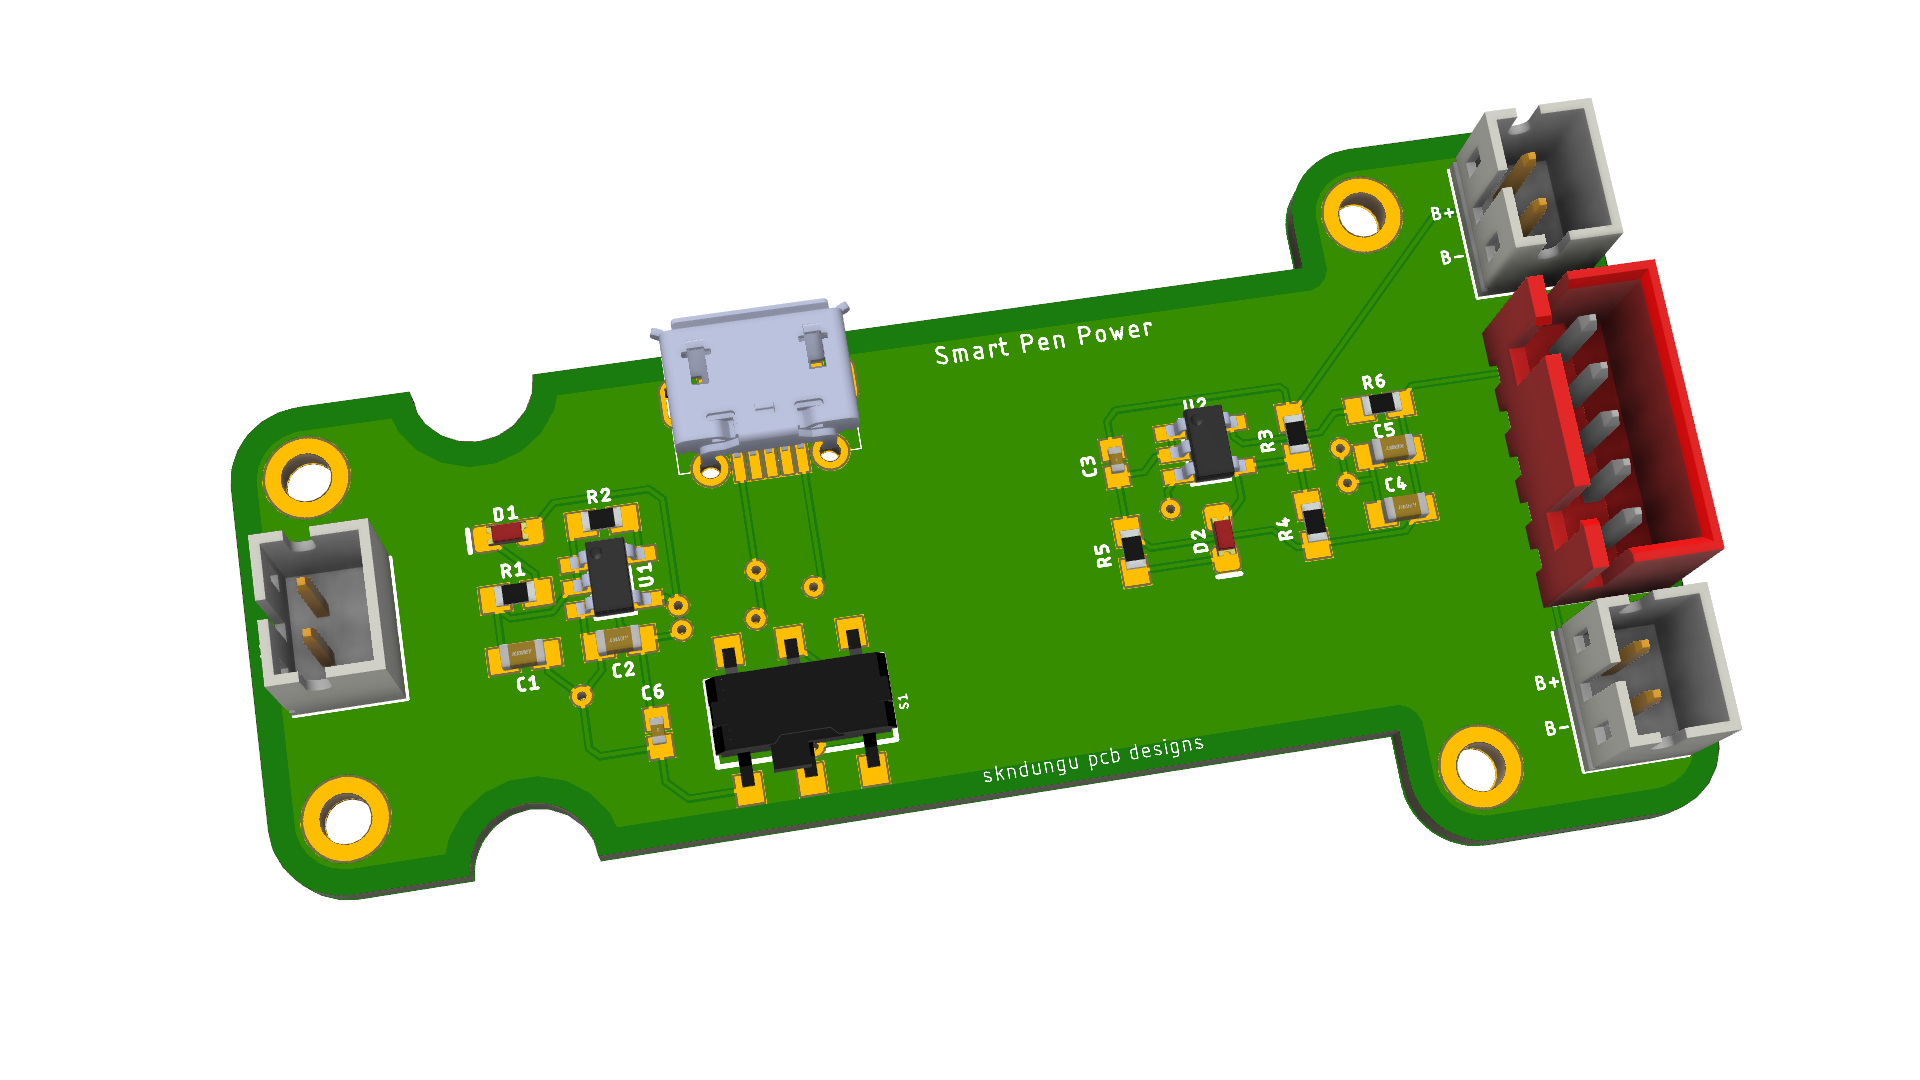 B+
B-
Smart Pen Power
R6
U2
C5
R3
C3
C4
R2
D1
R4
D2
R5
U1
R1
C2
C1
C6
B+
S1
B-
skndungu pcb designs